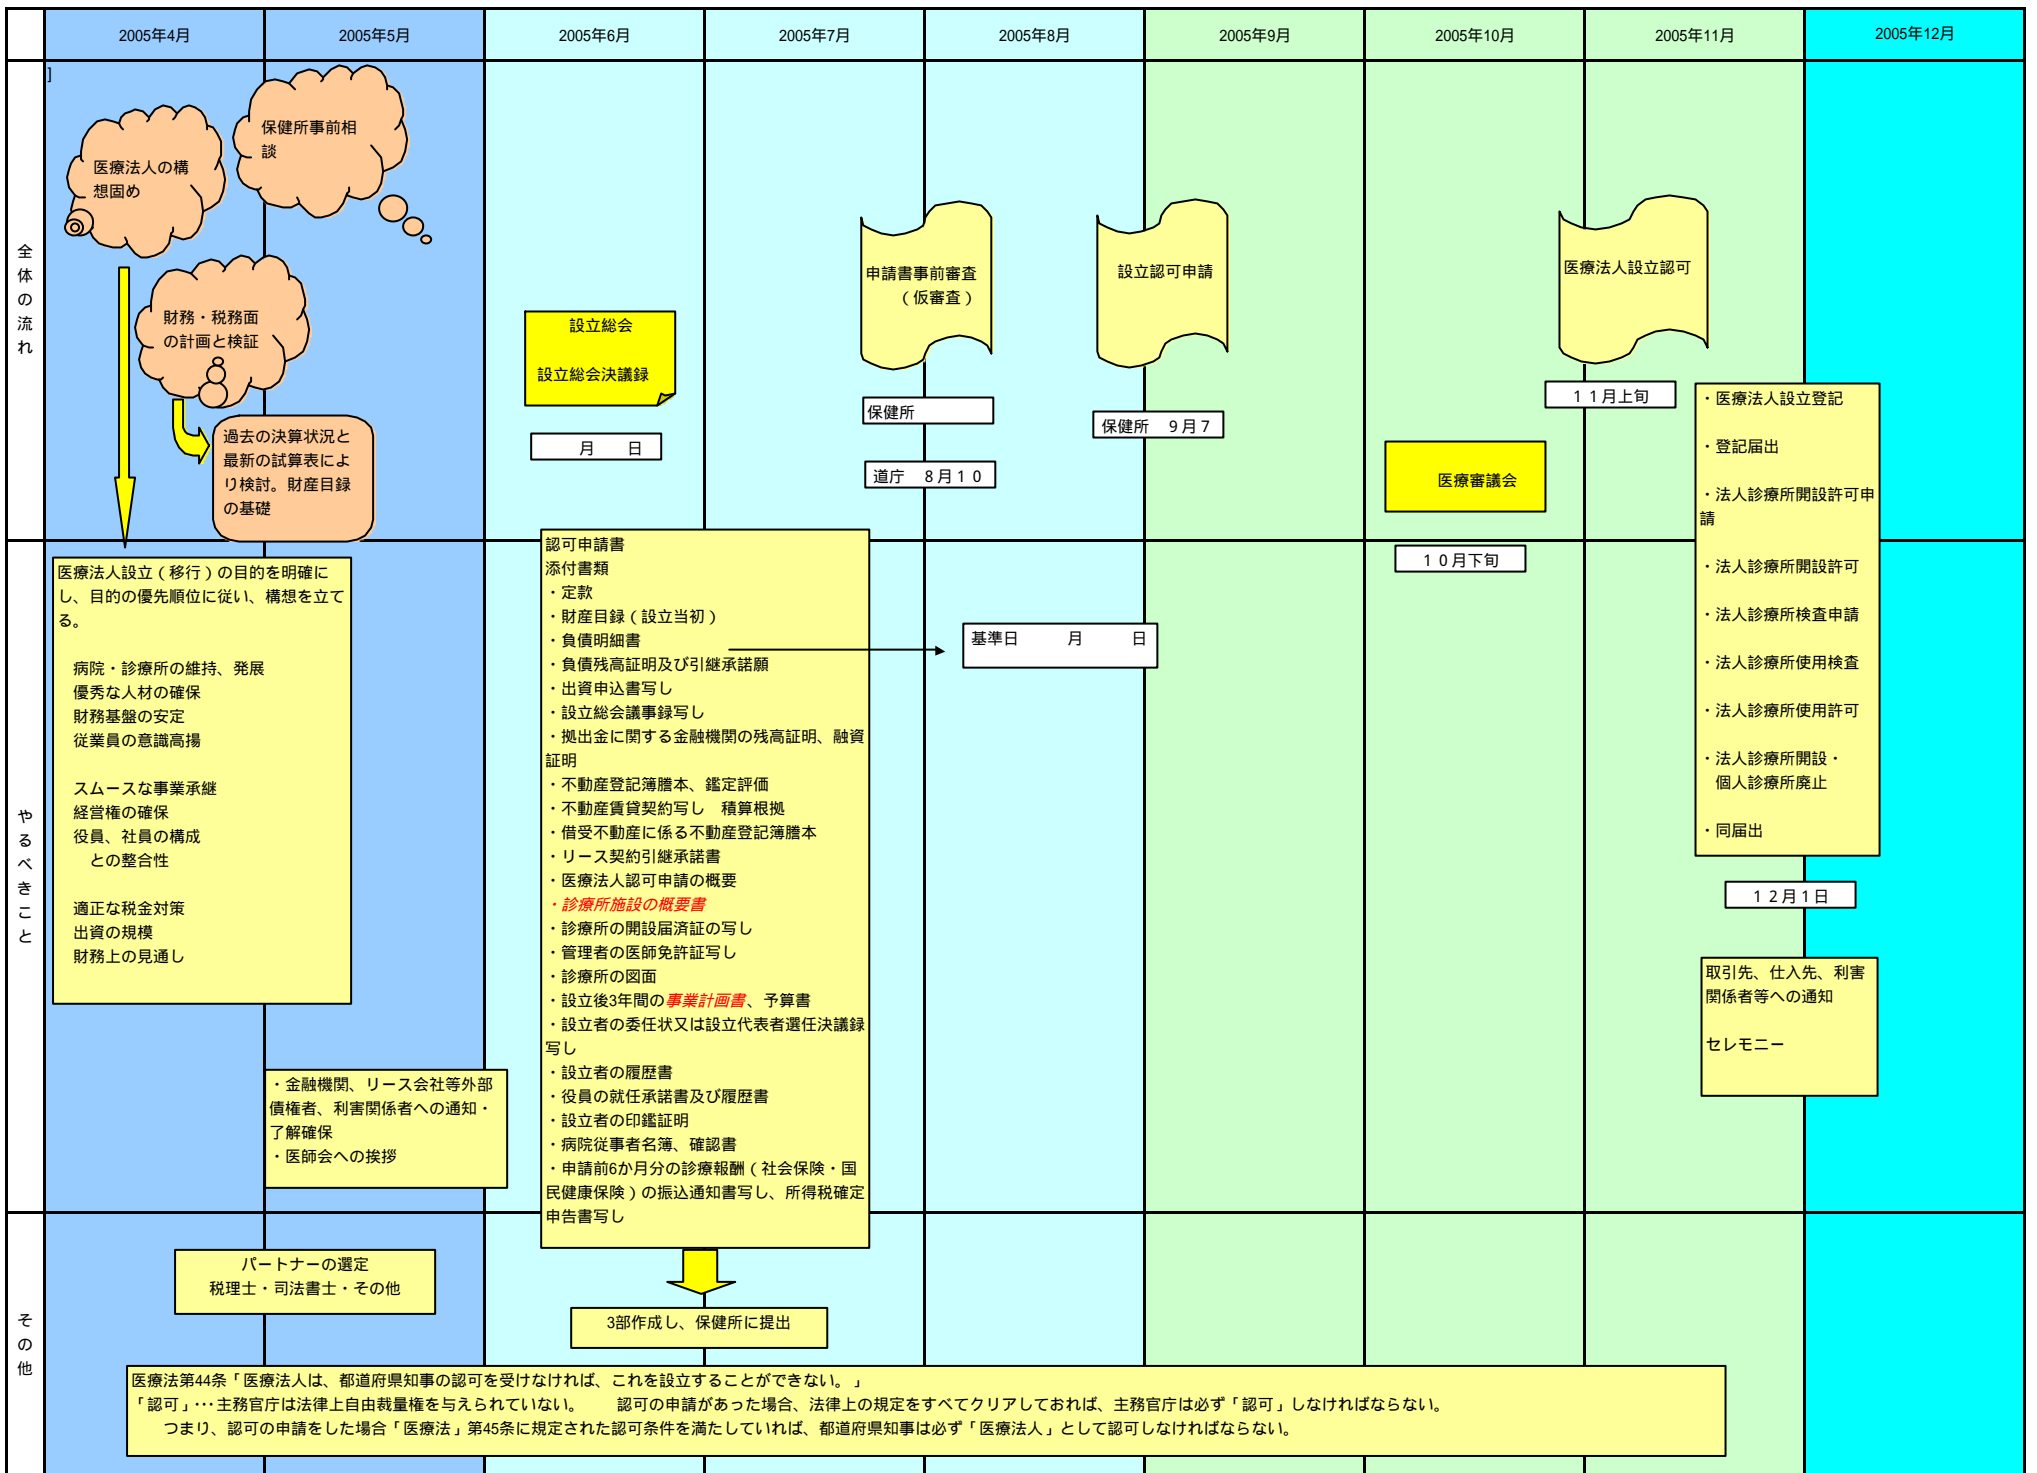 2005年4月
2005年5月
2005年6月
2005年7月
2005年8月
2005年9月
2005年10月
2005年11月
2005年12月
全体の流れ
]
医療法人の構
想固め
保健所事前相
談
財務・税務面
の計画と検証
過去の決算状況と
最新の試算表によ
り検討。財産目録
の基礎
設立総会
設立総会決議録
月　　日
申請書事前審査
（仮審査）
保健所
道庁　8月10
設立認可申請
保健所　9月7
医療審議会
10月下旬
医療法人設立認可
11月上旬
・医療法人設立登記
・登記届出
・法人診療所開設許可申
請
・法人診療所開設許可
・法人診療所検査申請
・法人診療所使用検査
・法人診療所使用許可
・法人診療所開設・
個人診療所廃止
・同届出
12月1日
やるべきこと
医療法人設立（移行）の目的を明確に
し、目的の優先順位に従い、構想を立て
る。
病院・診療所の維持、発展
優秀な人材の確保
財務基盤の安定
従業員の意識高揚
スムースな事業承継
経営権の確保
役員、社員の構成
との整合性
適正な税金対策
出資の規模
財務上の見通し
・金融機関、リース会社等外部
債権者、利害関係者への通知・
了解確保
・医師会への挨拶
認可申請書
添付書類
・定款
・財産目録（設立当初）
・負債明細書
・負債残高証明及び引継承諾願
・出資申込書写し
・設立総会議事録写し
・拠出金に関する金融機関の残高証明、融資
証明
・不動産登記簿謄本、鑑定評価
・不動産賃貸契約写し　積算根拠
・借受不動産に係る不動産登記簿謄本
・リース契約引継承諾書
・医療法人認可申請の概要
・診療所施設の概要書
・診療所の開設届済証の写し
・管理者の医師免許証写し
・診療所の図面
・設立後3年間の事業計画書、予算書
・設立者の委任状又は設立代表者選任決議録
写し
・設立者の履歴書
・役員の就任承諾書及び履歴書
・設立者の印鑑証明
・病院従事者名簿、確認書
・申請前6か月分の診療報酬（社会保険・国
民健康保険）の振込通知書写し、所得税確定
申告書写し
基準日　　　月　　　日
取引先、仕入先、利害
関係者等への通知
セレモニー
その他
パートナーの選定
税理士・司法書士・その他
3部作成し、保健所に提出
医療法第44条「医療法人は、都道府県知事の認可を受けなければ、これを設立することができない。」
「認可」･･･主務官庁は法律上自由裁量権を与えられていない。　　認可の申請があった場合、法律上の規定をすべてクリアしておれば、主務官庁は必ず「認可」しなければならない。
つまり、認可の申請をした場合「医療法」第45条に規定された認可条件を満たしていれば、都道府県知事は必ず「医療法人」として認可しなければならない。